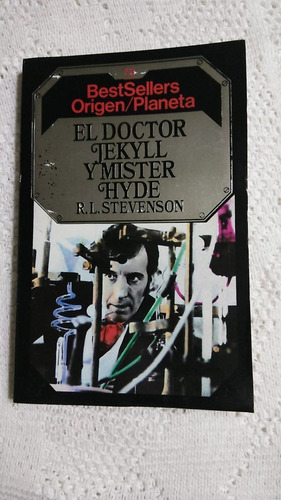 BestSellers
Origen/Planeta
EL DOCTOR
JEKYLL
Y MISTER
HYDE
R.L. STEVENSON